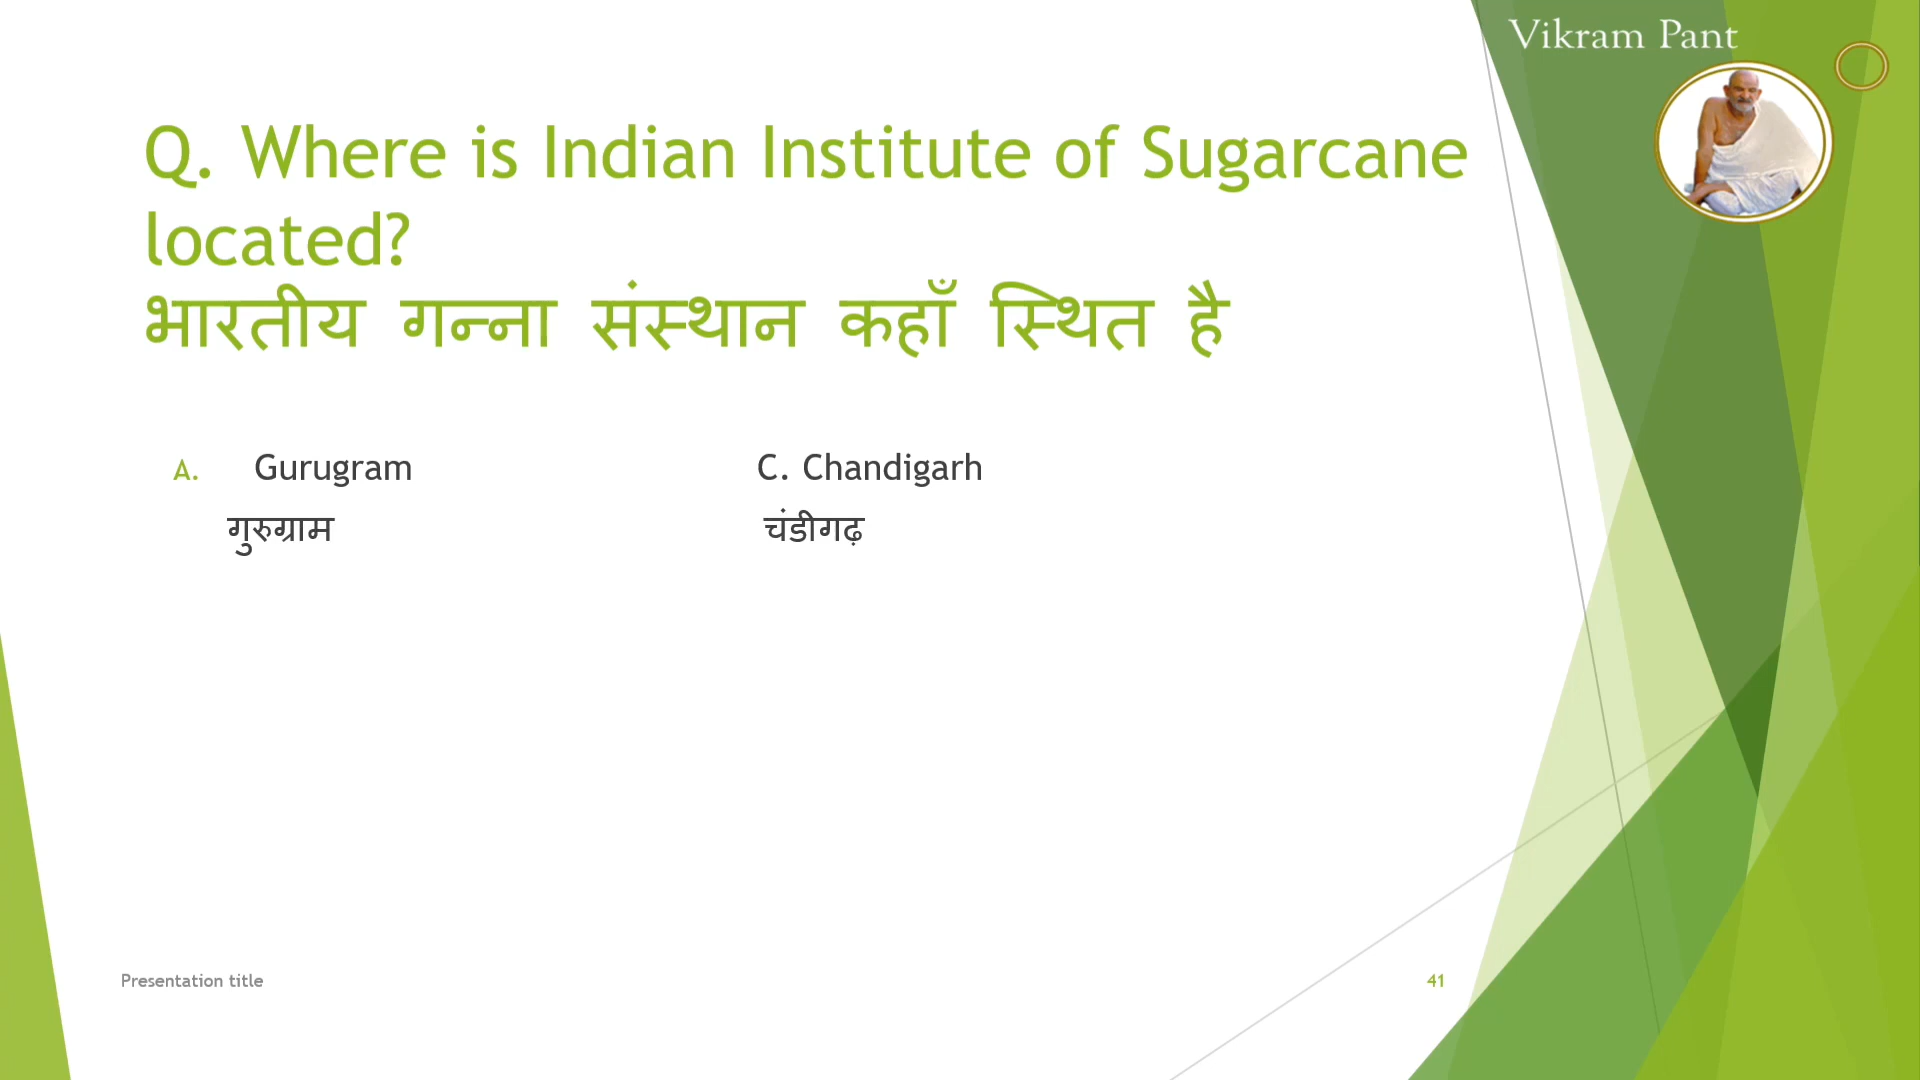 Vikram Pant
Q. Where is Indian Institute of Sugarcane
located?
भारतीय गन्ना संस्थान कहाँ स्थित है
A. Gurugram C. Chandigarh
गुरुग्राम चंडीगढ़
Presentation title 41